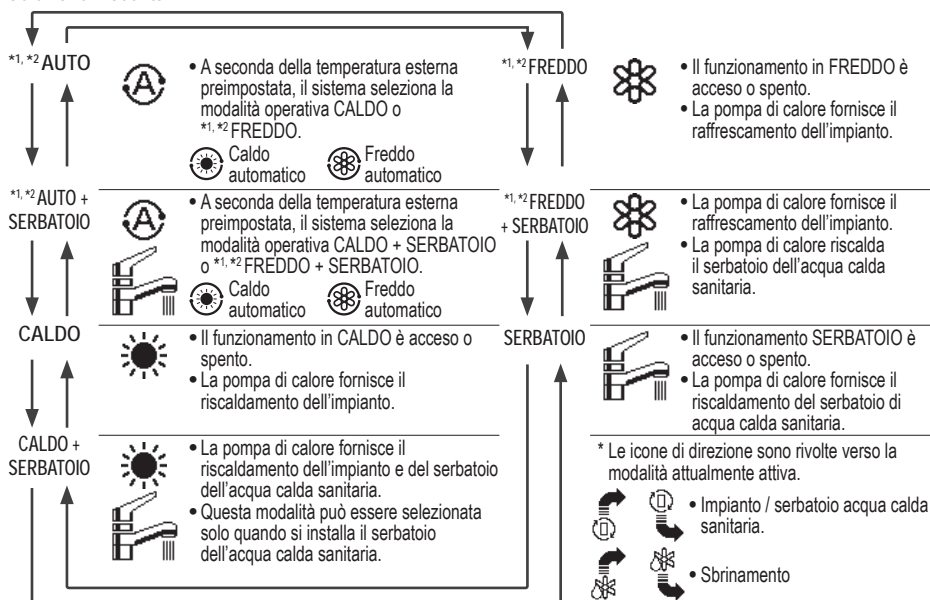 *1, *2 AUTO
• A seconda della temperatura esterna
preimpostata, il sistema seleziona la
modalità operativa CALDO o
*1, *2 FREDDO.
Caldo
automatico
Freddo
automatico
*1, *2 AUTO +
SERBATOIO
• A seconda della temperatura esterna
preimpostata, il sistema seleziona la
modalità operativa CALDO + SERBATOIO
o *1, *2 FREDDO + SERBATOIO.
Caldo
automatico
Freddo
automatico
CALDO
• Il funzionamento in CALDO è acceso o
spento.
• La pompa di calore fornisce il
riscaldamento dell'impianto.
CALDO +
SERBATOIO
• La pompa di calore fornisce il
riscaldamento dell'impianto e del serbatoio
dell'acqua calda sanitaria.
• Questa modalità può essere selezionata
solo quando si installa il serbatoio
dell'acqua calda sanitaria.
*1, *2 FREDDO
• Il funzionamento in FREDDO è
acceso o spento.
• La pompa di calore fornisce il
raffrescamento dell'impianto.
*1, *2 FREDDO
+ SERBATOIO
• La pompa di calore fornisce il
raffrescamento dell'impianto.
• La pompa di calore riscalda
il serbatoio dell'acqua calda
sanitaria.
SERBATOIO
• Il funzionamento SERBATOIO è
acceso o spento.
• La pompa di calore fornisce il
riscaldamento del serbatoio di
acqua calda sanitaria.
* Le icone di direzione sono rivolte verso la
modalità attualmente attiva.
• Impianto / serbatoio acqua calda
sanitaria.
• Sbrinamento